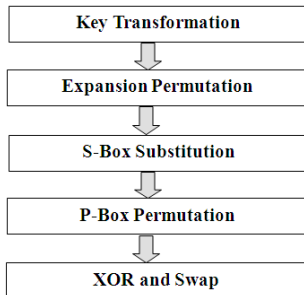 Key Transformation
Expansion Permutation
S-Box Substitution
P-Box Permutation
XOR and Swap